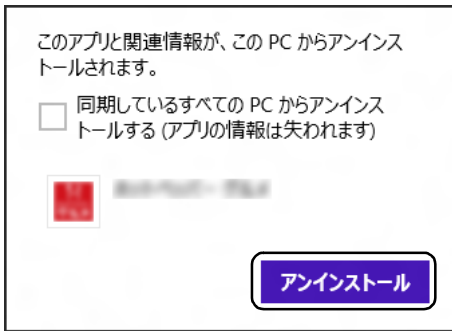 このアプリと関連情報が、この PC からアンインス
トールされます。
同期しているすべての PC からアンインス
トールする (アプリの情報は失われます)
アンインストール